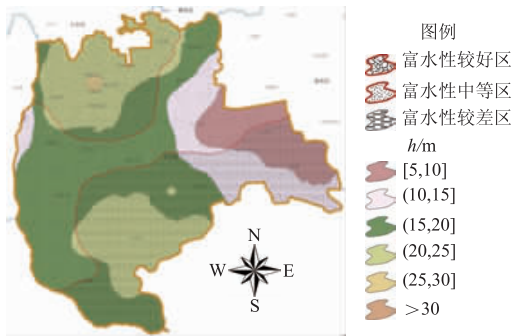 图例
富水性较好区
富水性中等区
富水性较差区
h/m
[5,10]
(10,15]
(15,20]
(20,25]
(25,30]
>30
N
W E
S